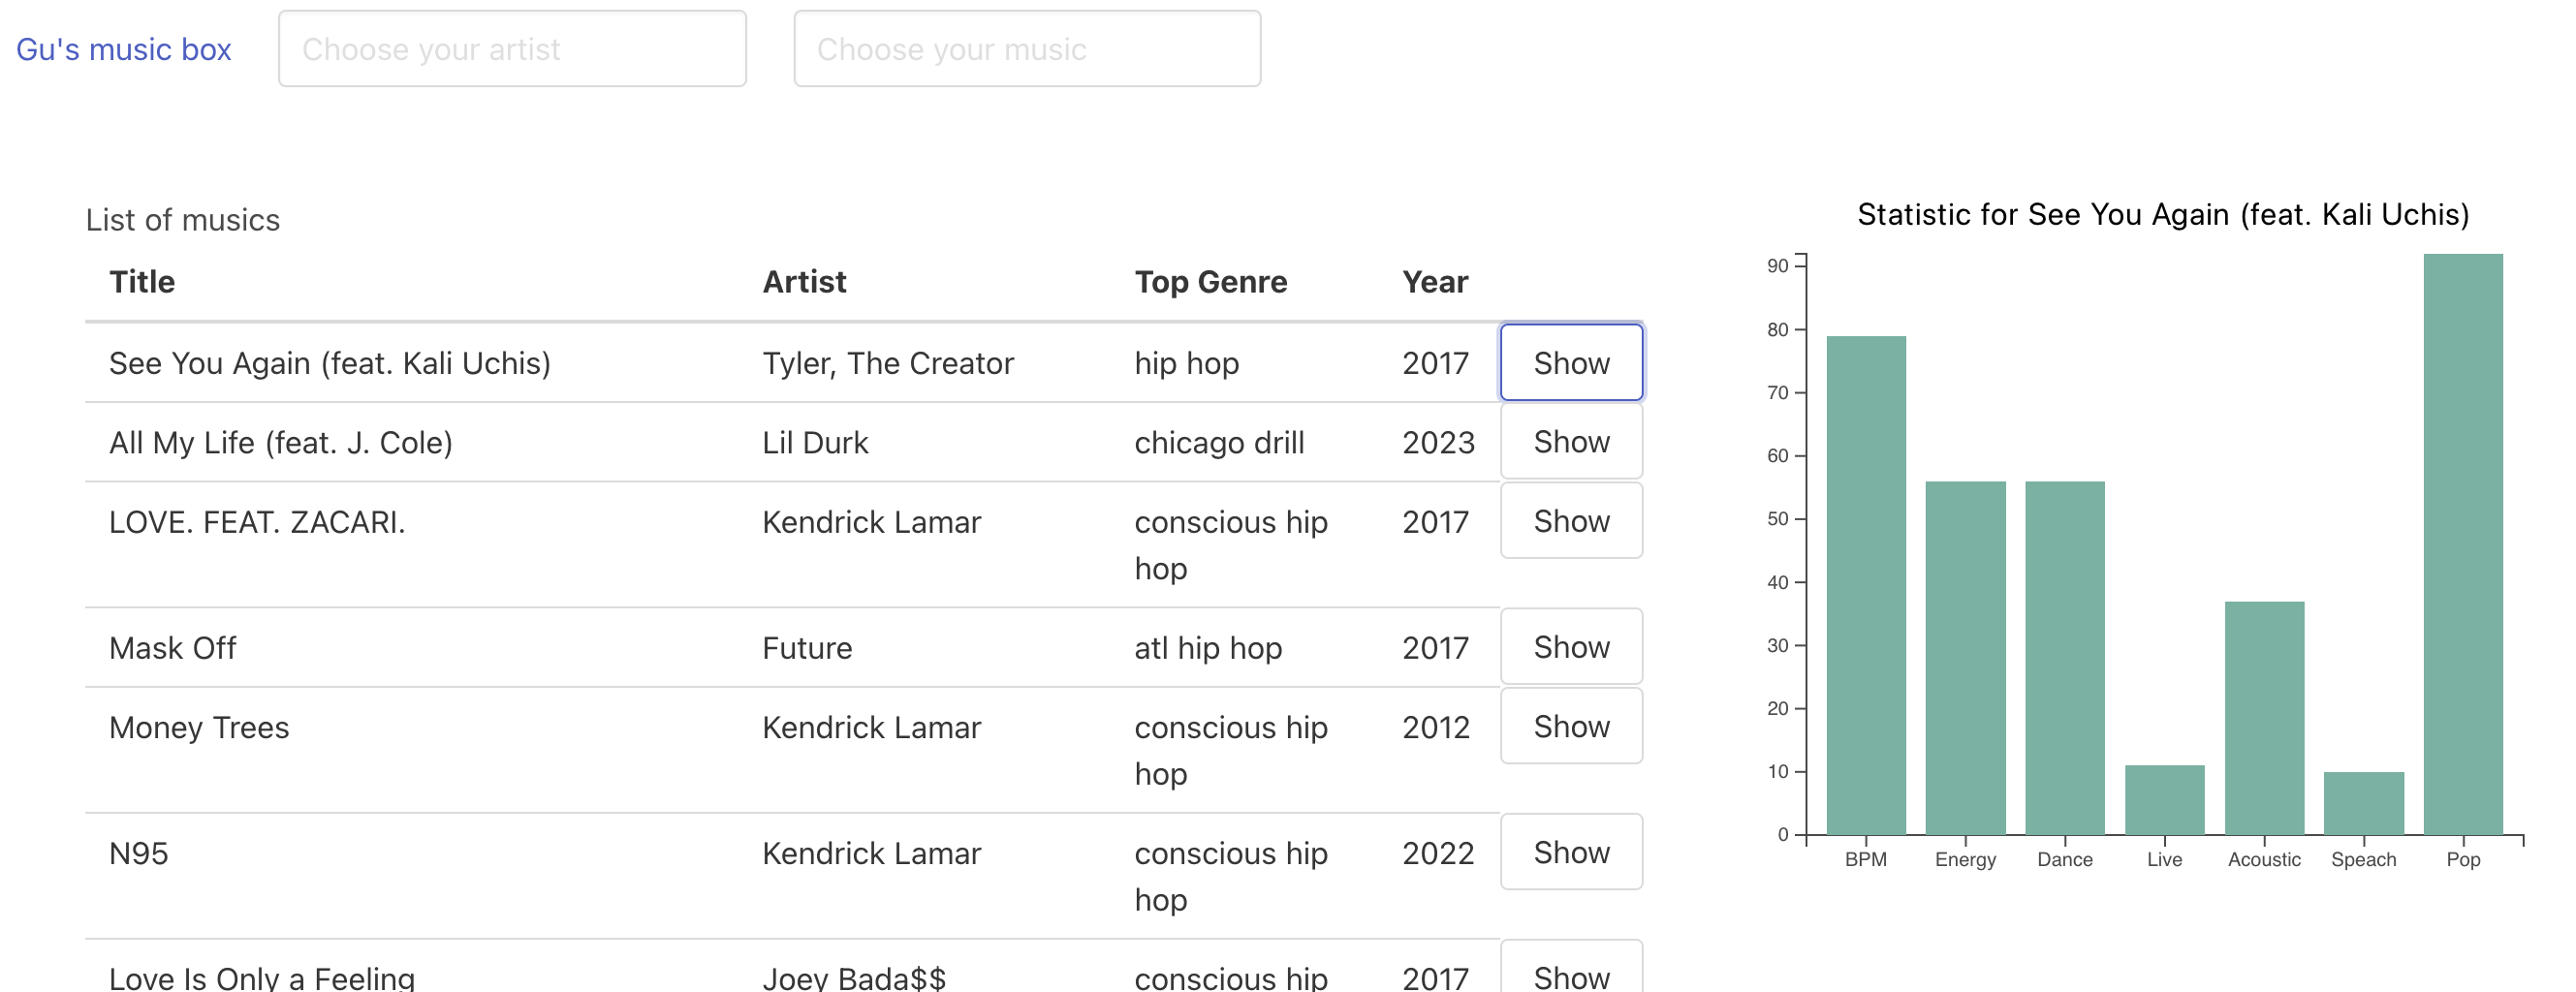 Gu's music box
Choose your artist
Choose your music
List of musics
Title Artist Top Genre Year
See You Again (feat. Kali Uchis) Tyler, The Creator hip hop 2017 Show
All My Life (feat. J. Cole) Lil Durk chicago drill 2023 Show
LOVE. FEAT. ZACARI. Kendrick Lamar conscious hip 2017 Show
hop
Mask Off Future atl hip hop 2017 Show
Money Trees Kendrick Lamar conscious hip 2012 Show
hop
N95 Kendrick Lamar conscious hip 2022 Show
hop
Love Is Only a Feeling Joey Bada$$ conscious hip 2017 Show
Statistic for See You Again (feat. Kali Uchis)
90
80
70
60
50
40
30
20
10
0
BPM Energy Dance Live Acoustic Speach Pop